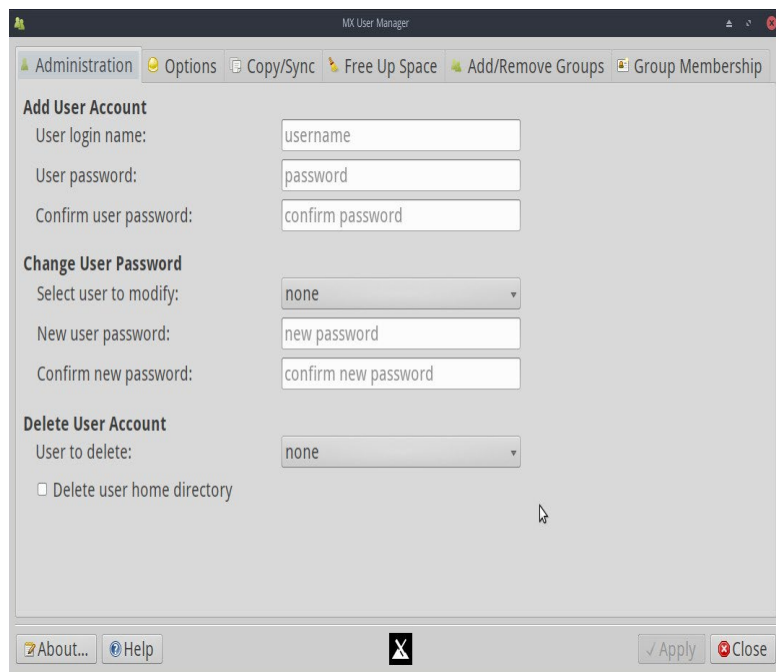 MX User Manager
Administration Options Copy/Sync Free Up Space Add/Remove Groups Group Membership
Add User Account
User login name: username
User password: password
Confirm user password: confirm password
Change User Password
Select user to modify: none
New user password: new password
Confirm new password: confirm new password
Delete User Account
User to delete: none
Delete user home directory
About... Help Apply Close